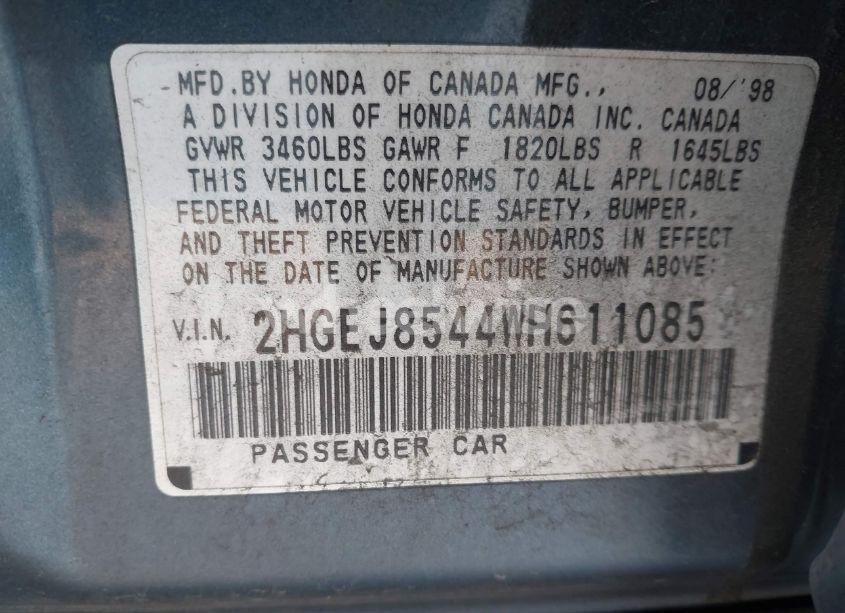 MFD.BY HONDA OF CANADA MFG., 08/'98
A DIVISION OF HONDA CANADA INC. CANADA
GVWR 3460LBS GAWR F 1820LBS R 1645LBS
THIS VEHICLE CONFORMS TO ALL APPLICABLE
FEDERAL MOTOR VEHICLE SAFETY, BUMPER,
AND THEFT PREVENTION STANDARDS IN EFFECT
ON THE DATE OF MANUFACTURE SHOWN ABOVE:
V.I.N. 2HGEJ8544WH611085
PASSENGER CAR